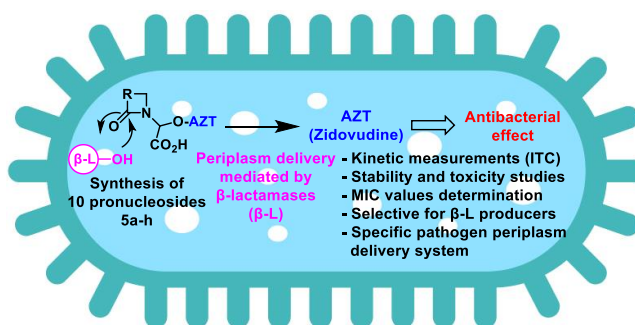 R
N
O
O-AZT
CO₂H
β-L
OH
Synthesis of
10 pronucleosides
5a-h
Periplasm delivery
mediated by
β-lactamases
(β-L)
AZT
(Zidovudine)
Antibacterial
effect
- Kinetic measurements (ITC)
- Stability and toxicity studies
- MIC values determination
- Selective for β-L producers
- Specific pathogen periplasm
delivery system